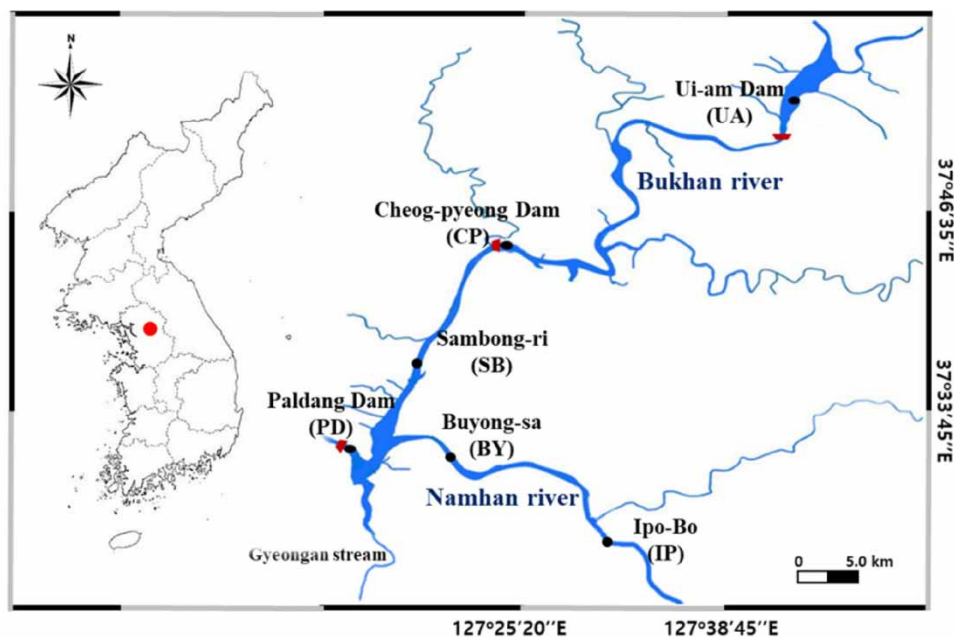 N
Ui-am Dam
(UA)
Bukhan river
Cheog-pyeong Dam
(CP)
Sambong-ri
(SB)
Paldang Dam
(PD)
Buyong-sa
(BY)
Namhan river
Ipo-Bo
(IP)
Gyeongan stream
0 5.0 km
37°46′35″E
37°33′45″E
127°25′20″E 127°38′45″E